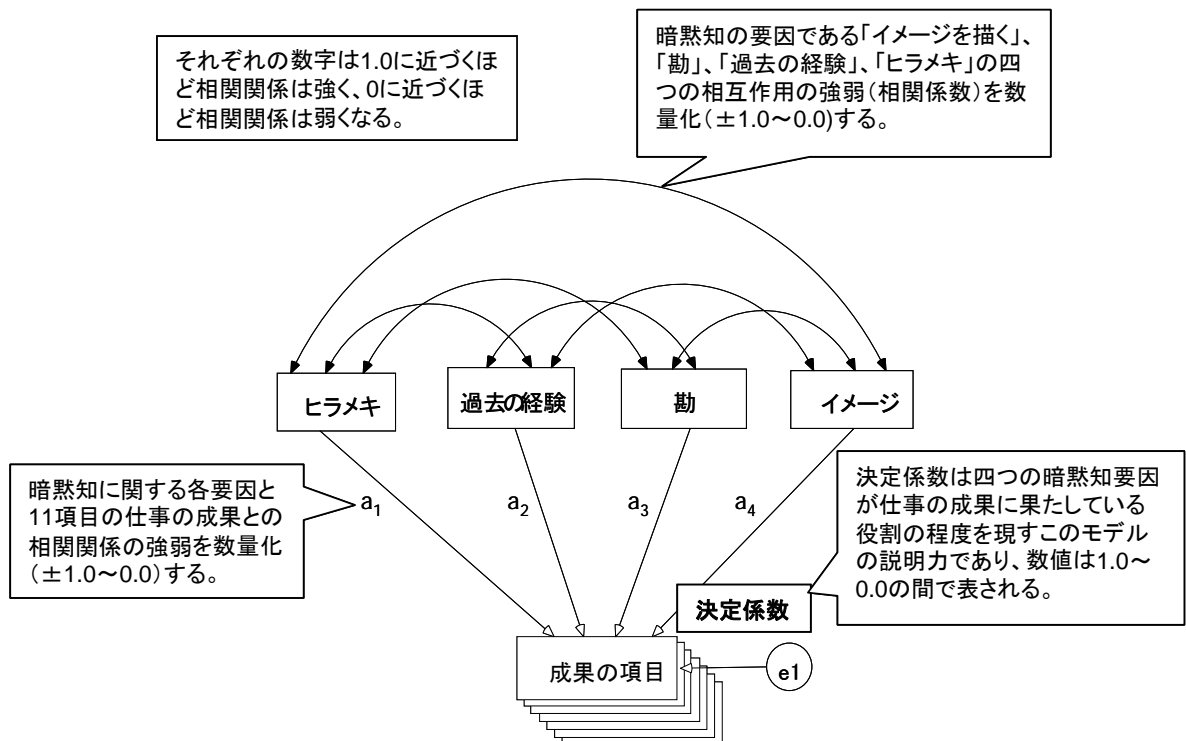 それぞれの数字は1.0に近づくほ
ど相関関係は強く、0に近づくほ
ど相関関係は弱くなる。
暗黙知の要因である「イメージを描く」、
「勘」、「過去の経験」、「ヒラメキ」の四
つの相互作用の強弱（相関係数）を数
量化（±1.0～0.0)する。
ヒラメキ
過去の経験
勘
イメージ
暗黙知に関する各要因と
11項目の仕事の成果との
相関関係の強弱を数量化
（±1.0～0.0）する。
a1
a2
a3
a4
決定係数は四つの暗黙知要因
が仕事の成果に果たしている
役割の程度を現すこのモデル
の説明力であり、数値は1.0～
0.0の間で表される。
決定係数
成果の項目
e1